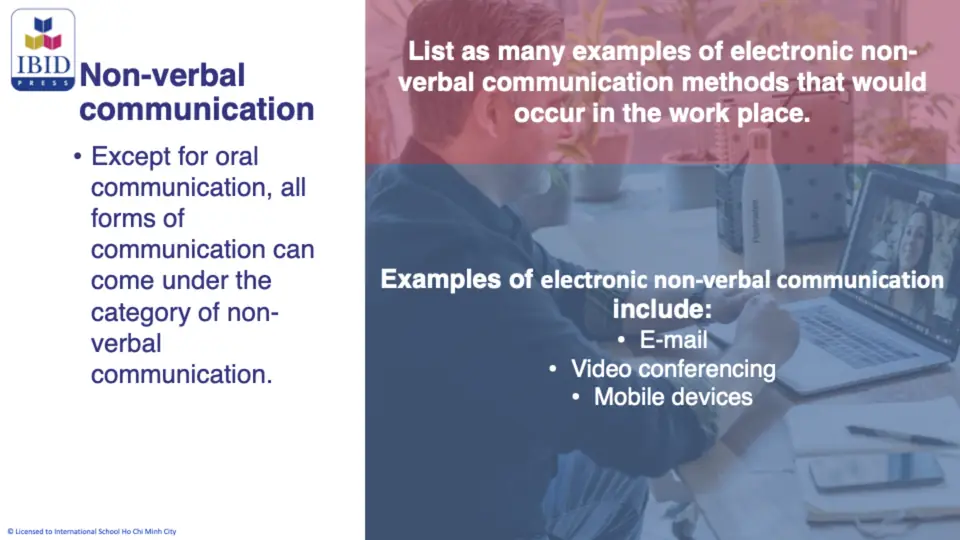 IBID
PRESS
Non-verbal
communication
• Except for oral
communication, all
forms of
communication can
come under the
category of non-
verbal
communication.
List as many examples of electronic non-
verbal communication methods that would
occur in the work place.
Examples of electronic non-verbal communication
include:
• E-mail
• Video conferencing
• Mobile devices
© Licensed to International School Ho Chi Minh City